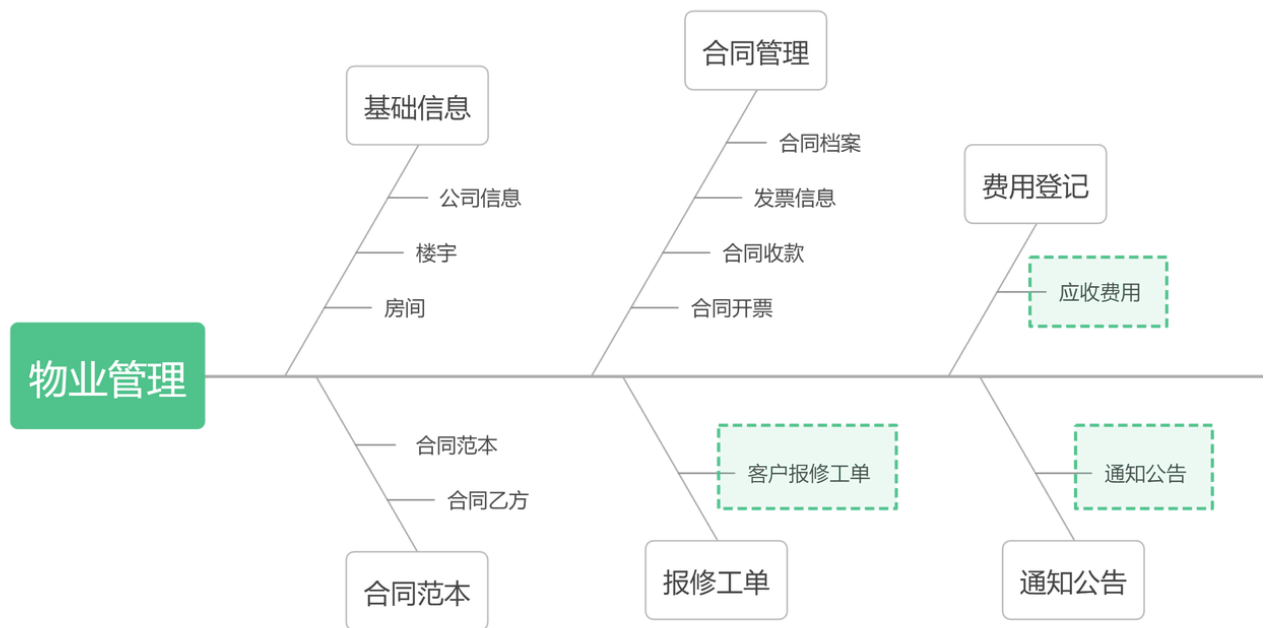 合同管理
基础信息
合同档案
费用登记
公司信息
发票信息
楼宇
合同收款
应收费用
房间
合同开票
物业管理
合同范本
客户报修工单
通知公告
合同乙方
合同范本
报修工单
通知公告